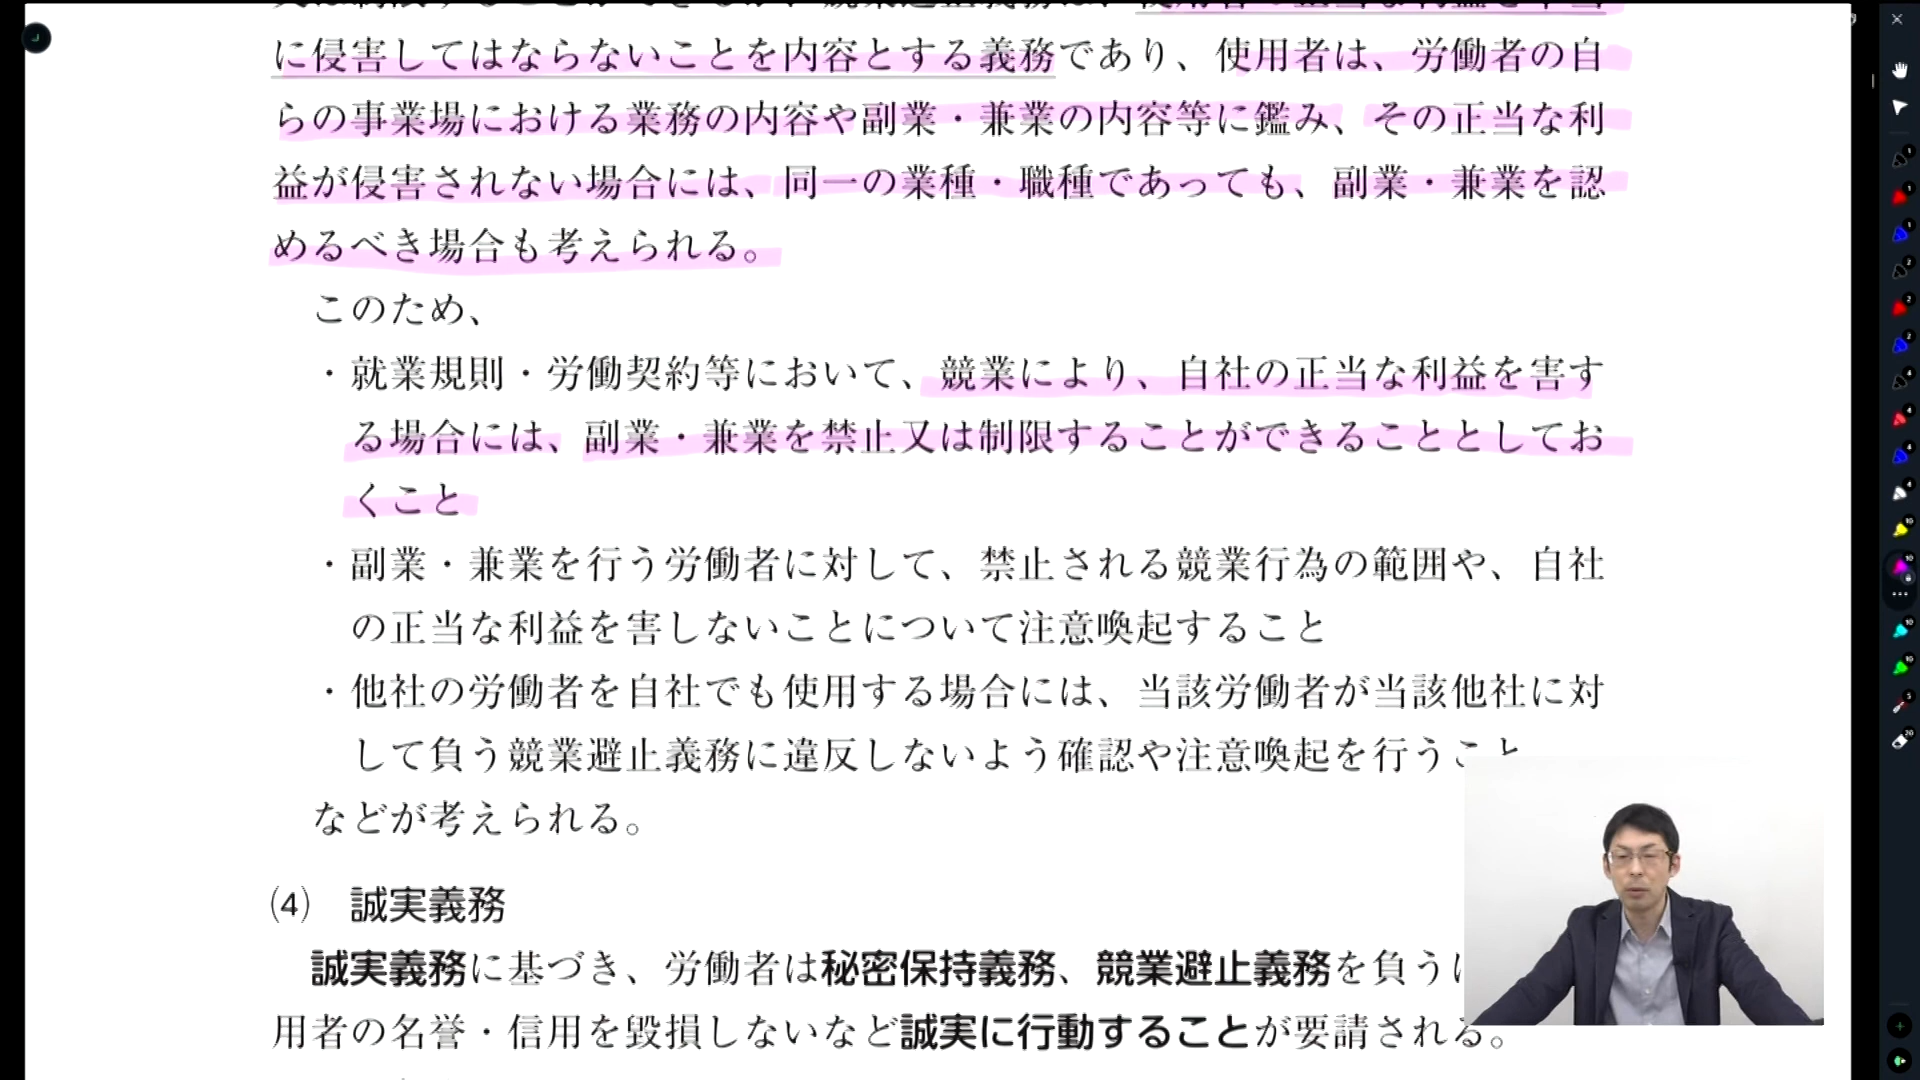 に侵害してはならないことを内容とする義務であり、使用者は、労働者の自
らの事業場における業務の内容や副業・兼業の内容等に鑑み、その正当な利
益が侵害されない場合には、同一の業種・職種であっても、副業・兼業を認
めるべき場合も考えられる。
このため、
・就業規則・労働契約等において、競業により、自社の正当な利益を害す
る場合には、副業・兼業を禁止又は制限することができることとしてお
くこと
・副業・兼業を行う労働者に対して、禁止される競業行為の範囲や、自社
の正当な利益を害しないことについて注意喚起すること
・他社の労働者を自社でも使用する場合には、当該労働者が当該他社に対
して負う競業避止義務に違反しないよう確認や注意喚起を行うこと
などが考えられる。
(4) 誠実義務
誠実義務に基づき、労働者は秘密保持義務、競業避止義務を負う
用者の名誉・信用を毀損しないなど誠実に行動することが要請される。